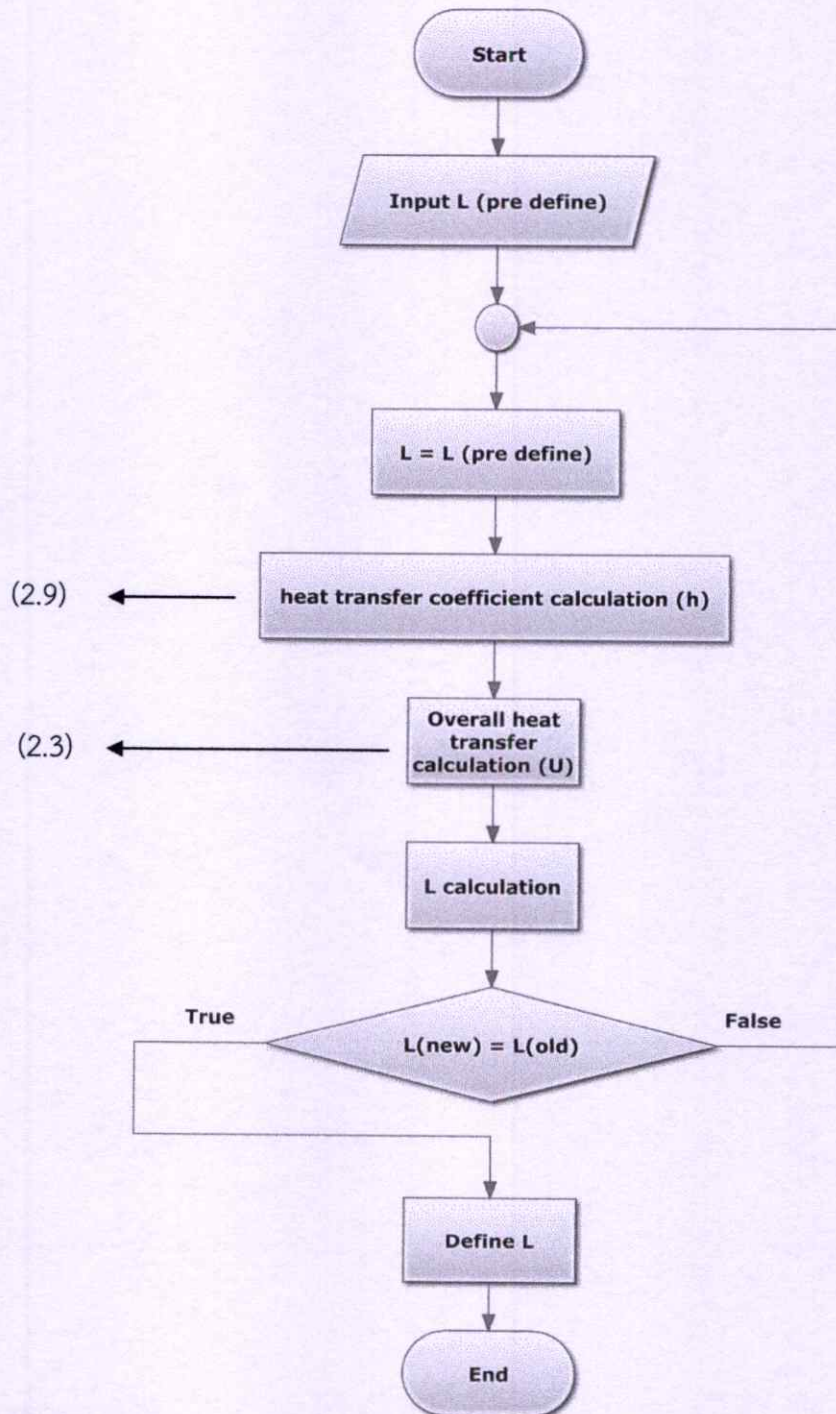 Start
Input L (pre define)
L = L (pre define)
(2.9)
heat transfer coefficient calculation (h)
(2.3)
Overall heat
transfer
calculation (U)
L calculation
True
False
L(new) = L(old)
Define L
End